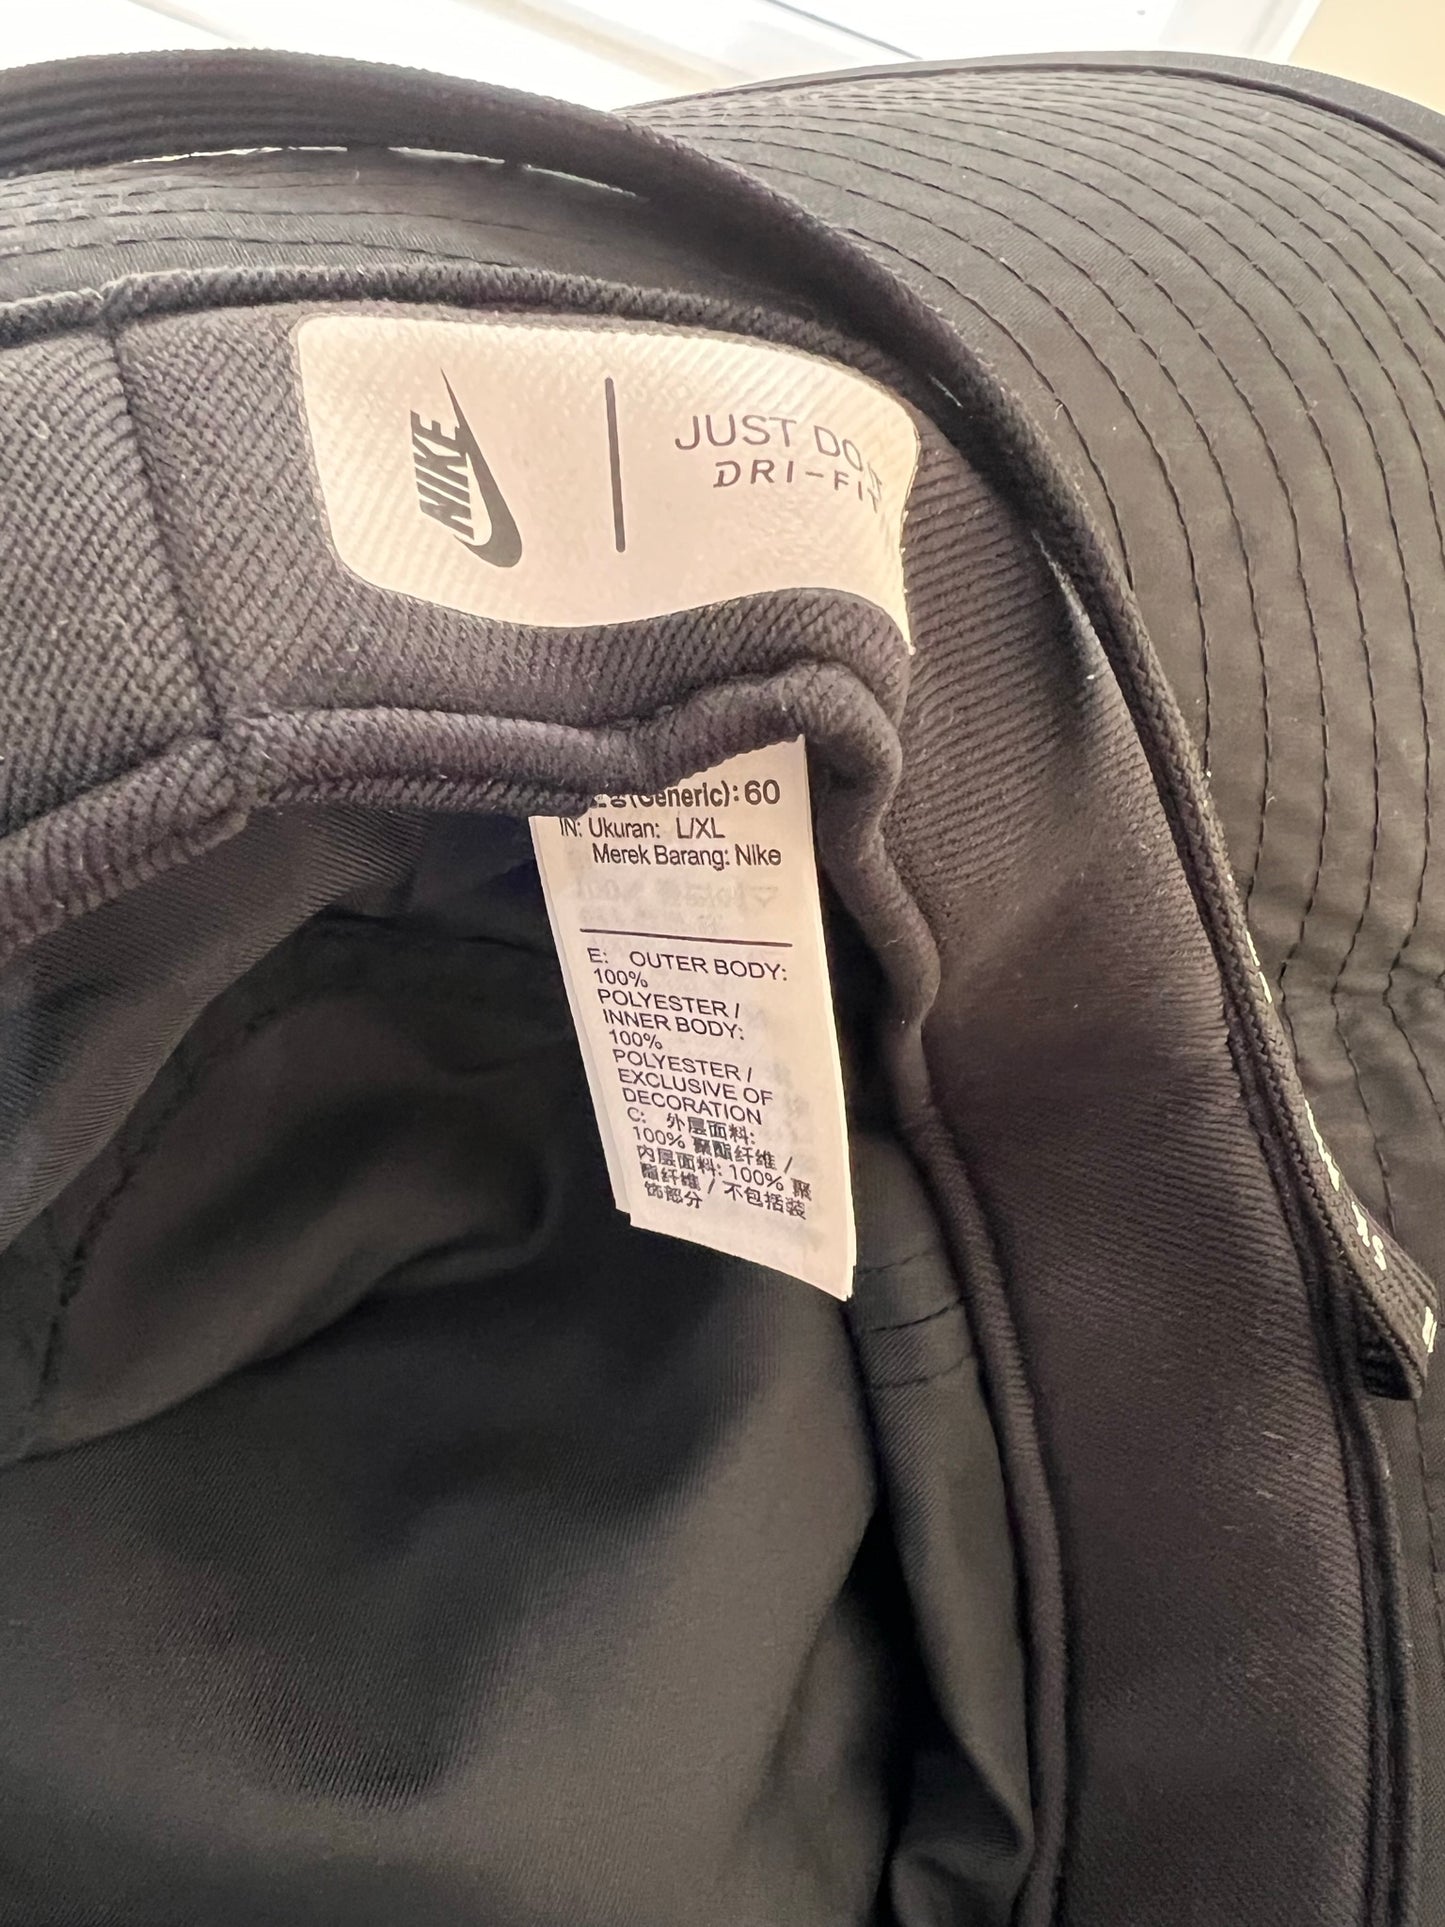 NIKE
JUST DO IT
DRI-FIT
(Generic): 60
IN: Ukuran: L/XL
Merek Barang: Nike
E: OUTER BODY:
100%
POLYESTER /
INNER BODY:
100%
POLYESTER /
EXCLUSIVE OF
DECORATION
C: 外层面料:
100% 聚酯纤维 /
内层面料: 100% 聚
酯纤维 / 不包括装
饰部分